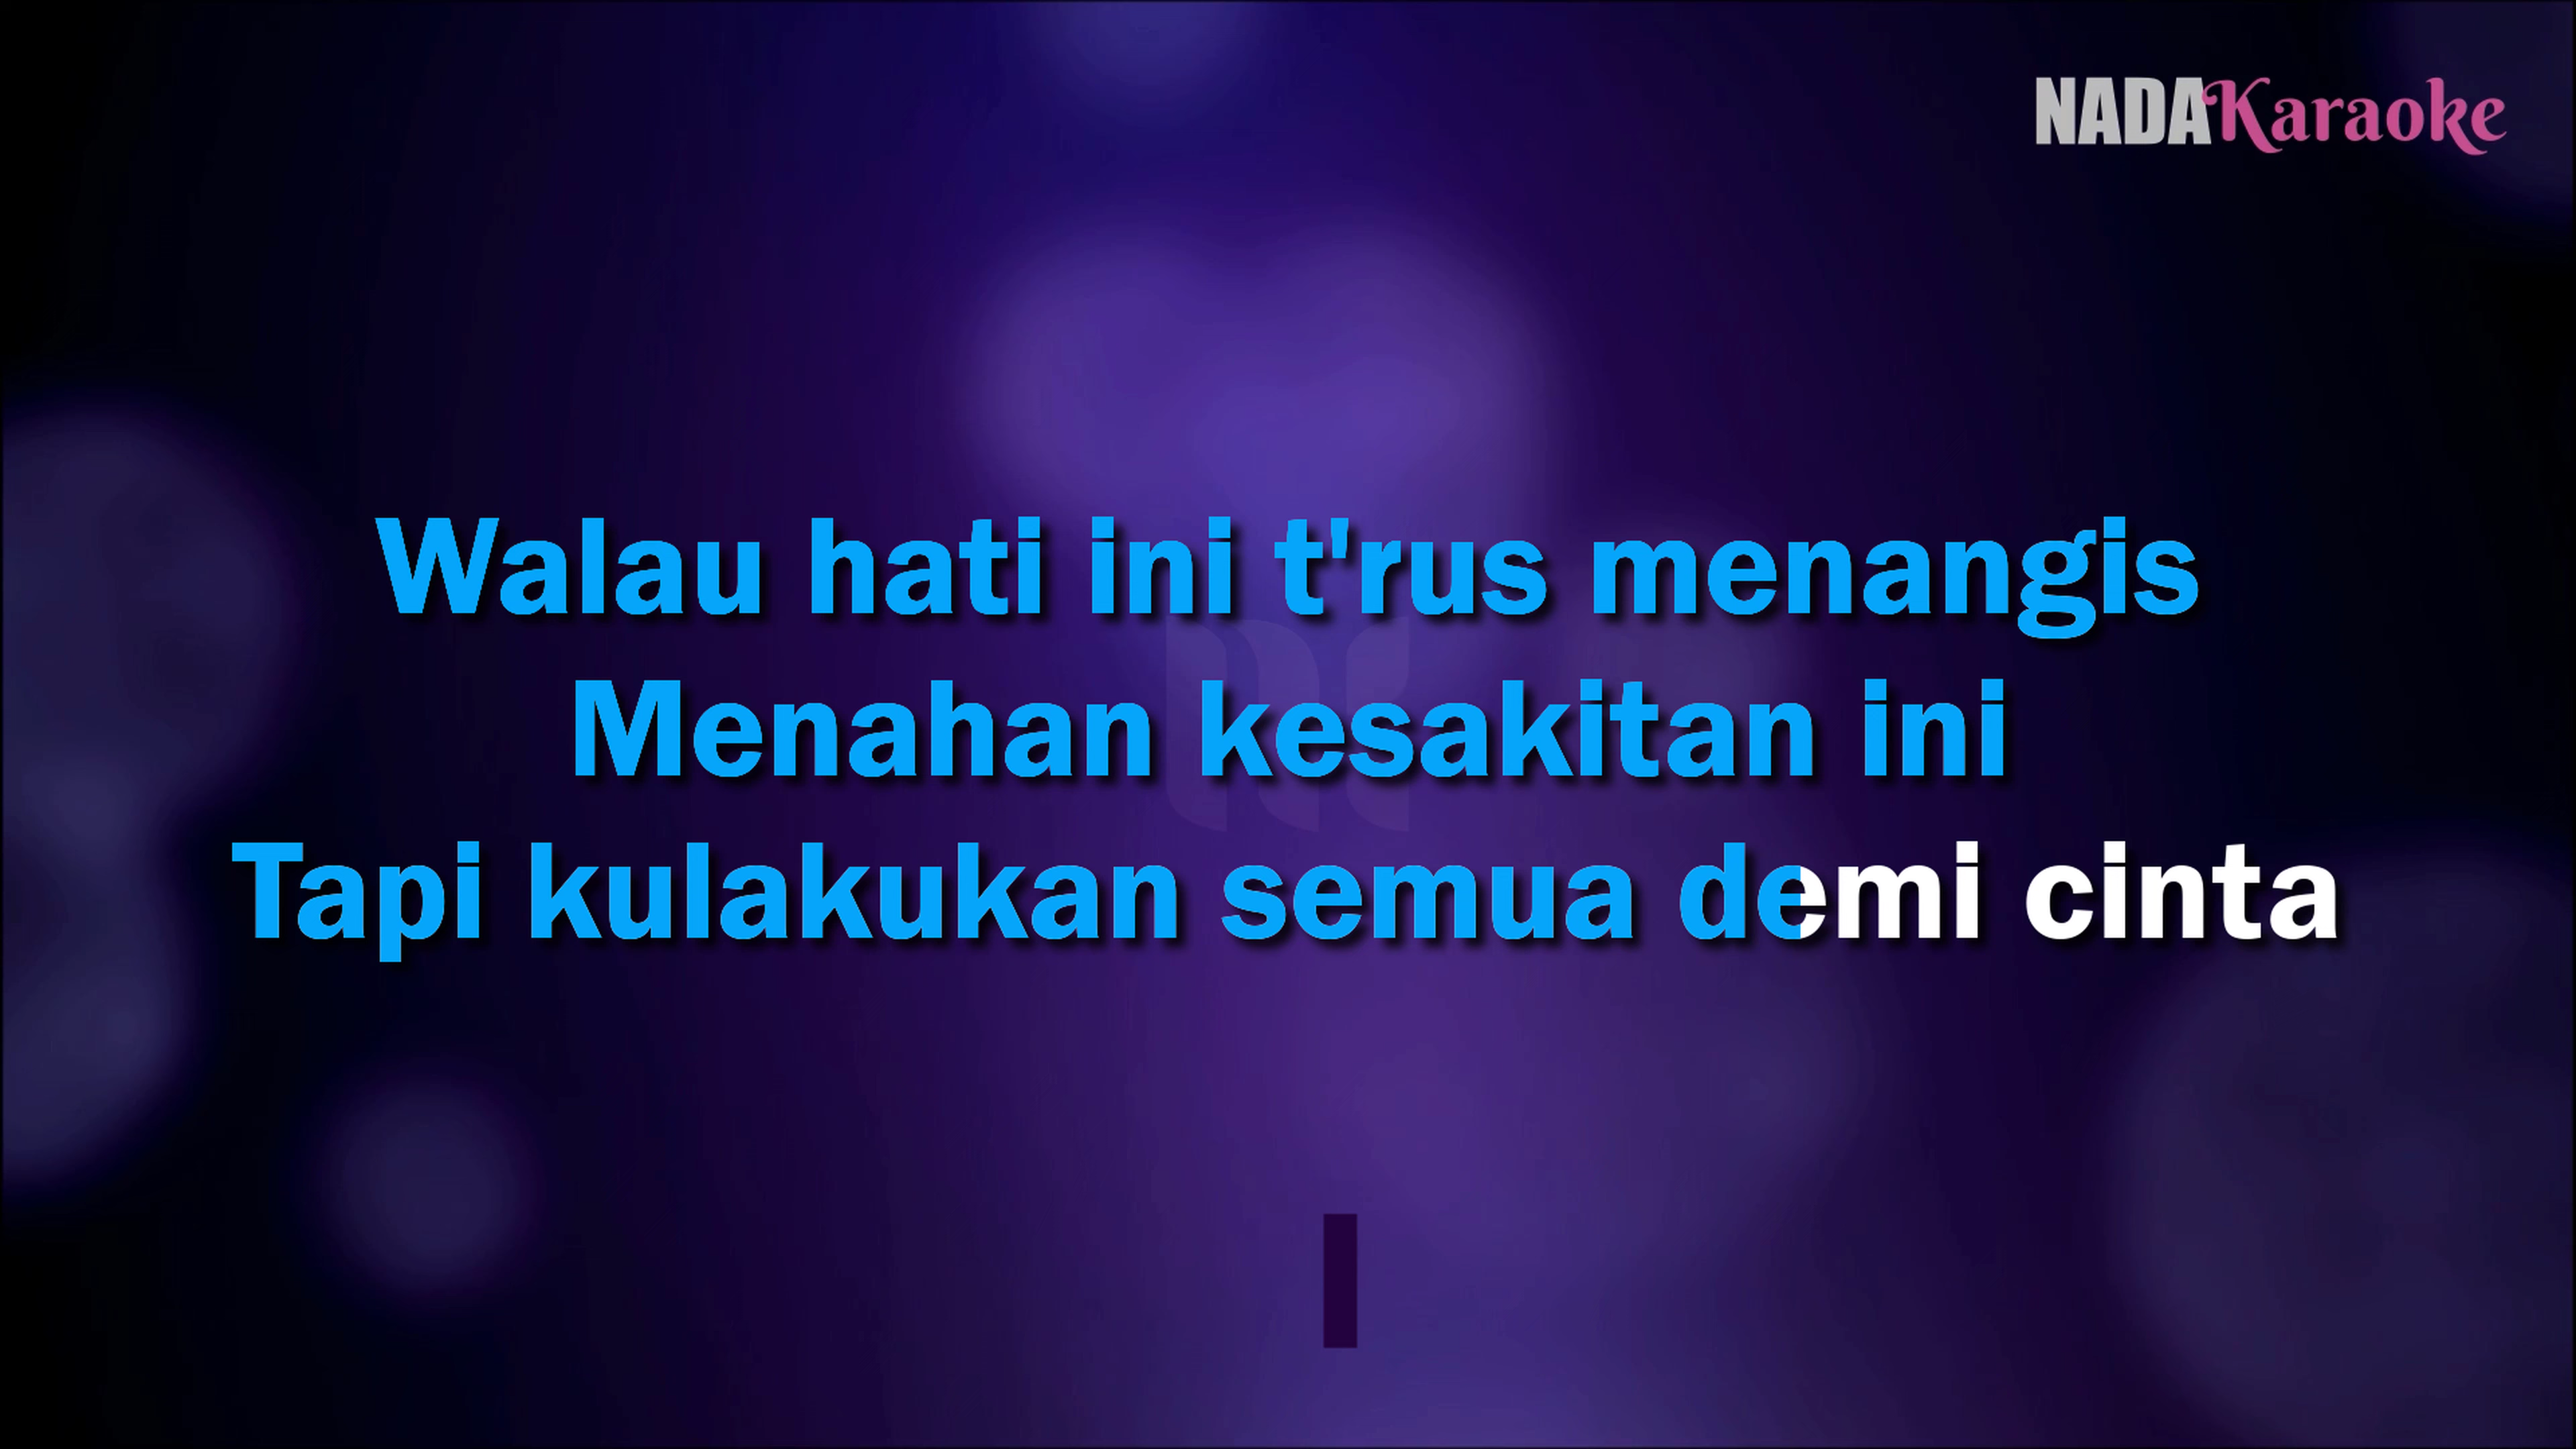 NADAKaraoke
Walau hati ini t'rus menangis
Menahan kesakitan ini
Tapi kulakukan semua demi cinta